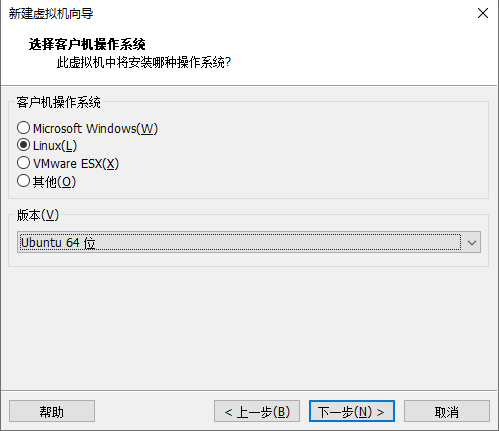 新建虚拟机向导
选择客户机操作系统
此虚拟机中将安装哪种操作系统?
客户机操作系统
Microsoft Windows(W)
Linux(L)
VMware ESX(X)
其他(O)
版本(V)
Ubuntu 64 位
帮助
< 上一步(B)
下一步(N) >
取消